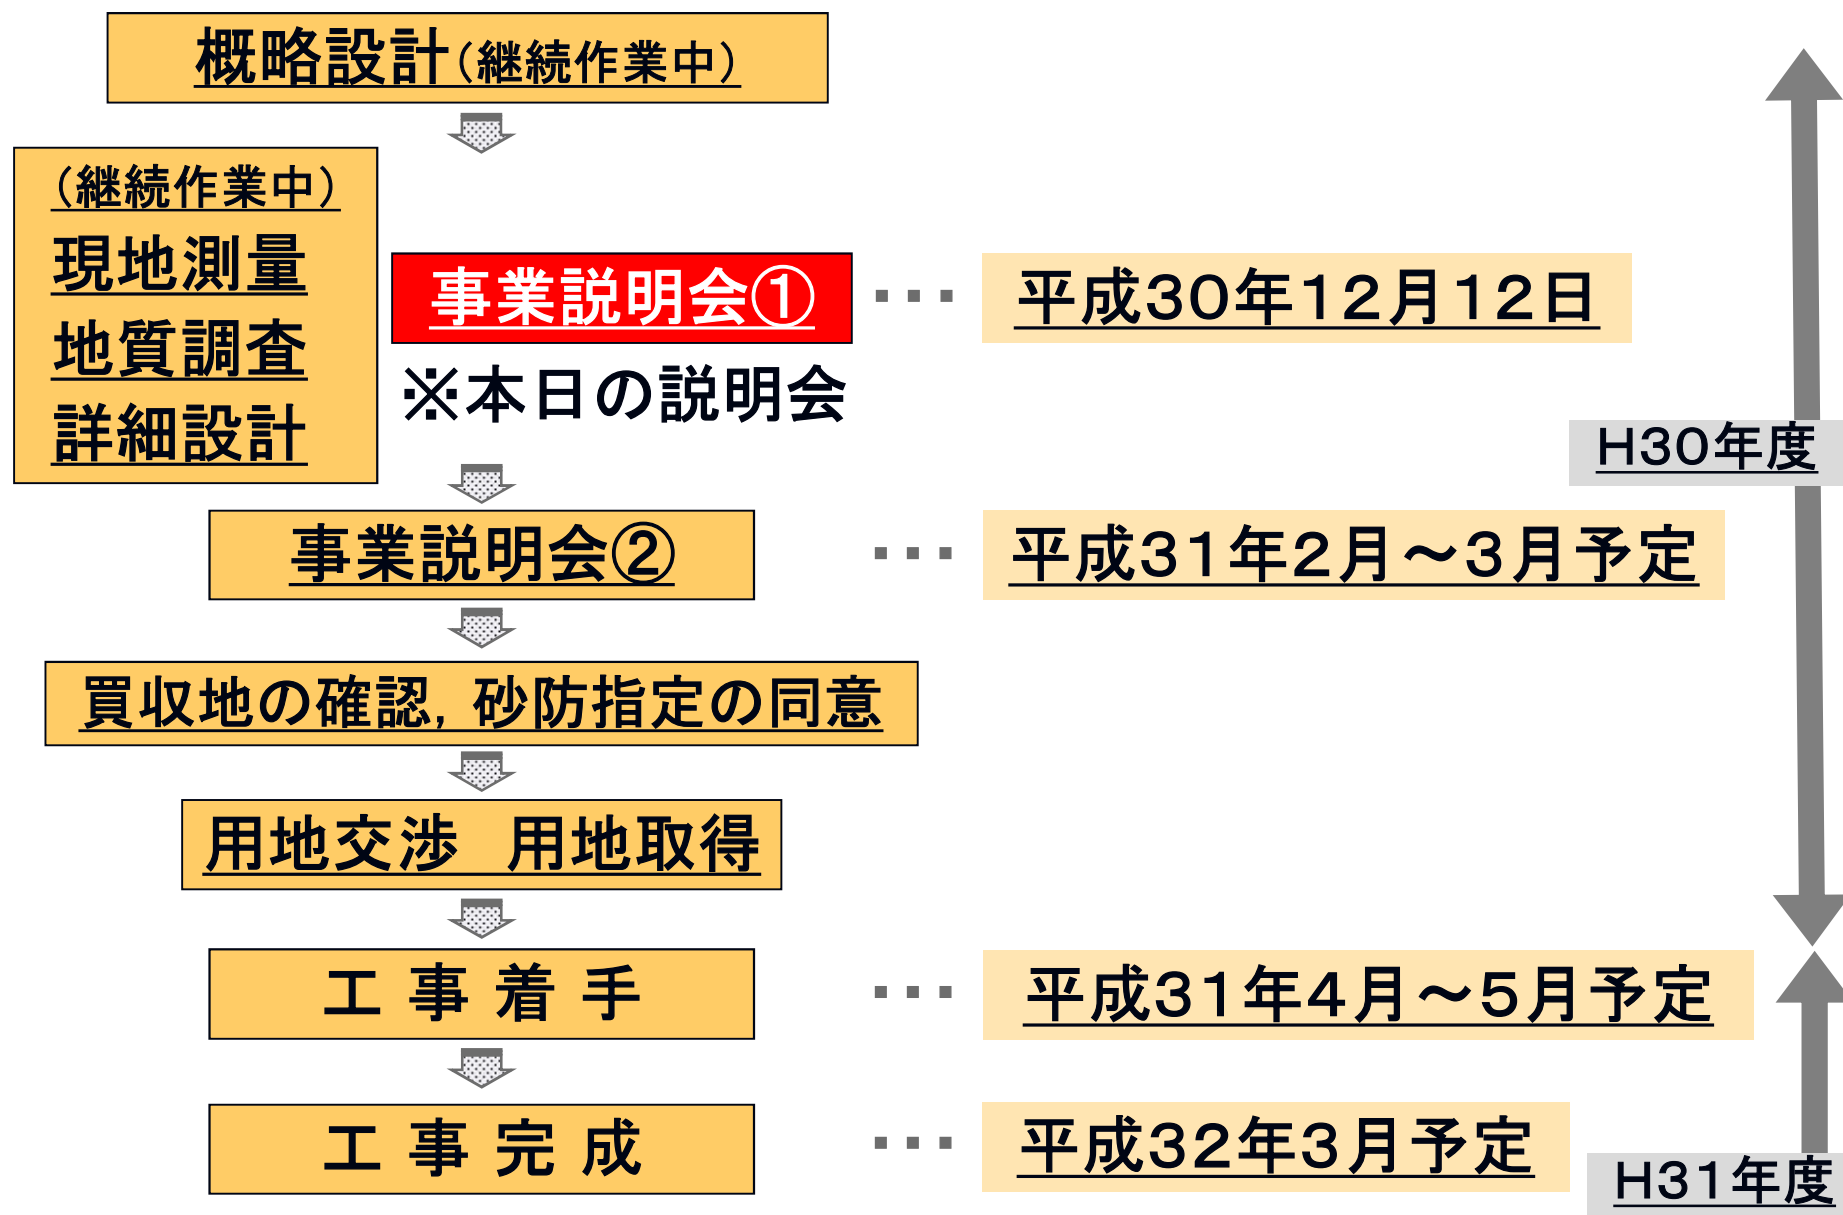 概略設計（継続作業中）
（継続作業中）
現地測量
地質調査
詳細設計
事業説明会① ･･･ 平成30年12月12日
※本日の説明会
H30年度
事業説明会② ･･･ 平成31年2月～3月予定
買収地の確認，砂防指定の同意
用地交渉　用地取得
工 事 着 手 ･･･ 平成31年4月～5月予定
工 事 完 成 ･･･ 平成32年3月予定
H31年度